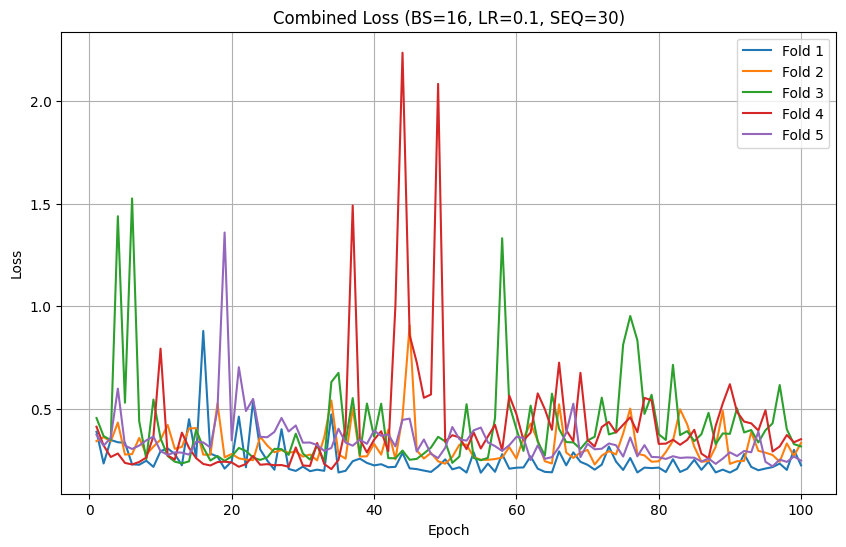 Combined Loss (BS=16, LR=0.1, SEQ=30)
Fold 1
Fold 2
Fold 3
Fold 4
Fold 5
Loss
2.0
1.5
1.0
0.5
0 20 40 60 80 100
Epoch